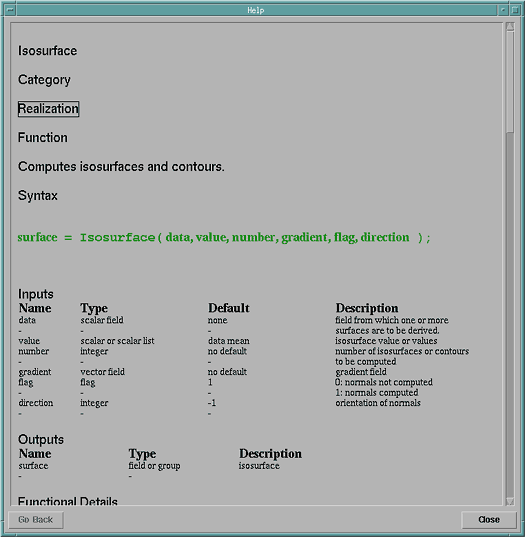 Help
Isosurface
Category
Realization
Function
Computes isosurfaces and contours.
Syntax
surface = Isosurface( data, value, number, gradient, flag, direction );
Inputs
Name Type Default Description
data scalar field none field from which one or more
- - - surfaces are to be derived.
value scalar or scalar list data mean isosurface value or values
number integer no default number of isosurfaces or contours
- - - to be computed
gradient vector field no default gradient field
flag flag 1 0: normals not computed
- - - 1: normals computed
direction integer -1 orientation of normals
- - -
Outputs
Name Type Description
surface field or group isosurface
- -
Functional Details
Go Back Close